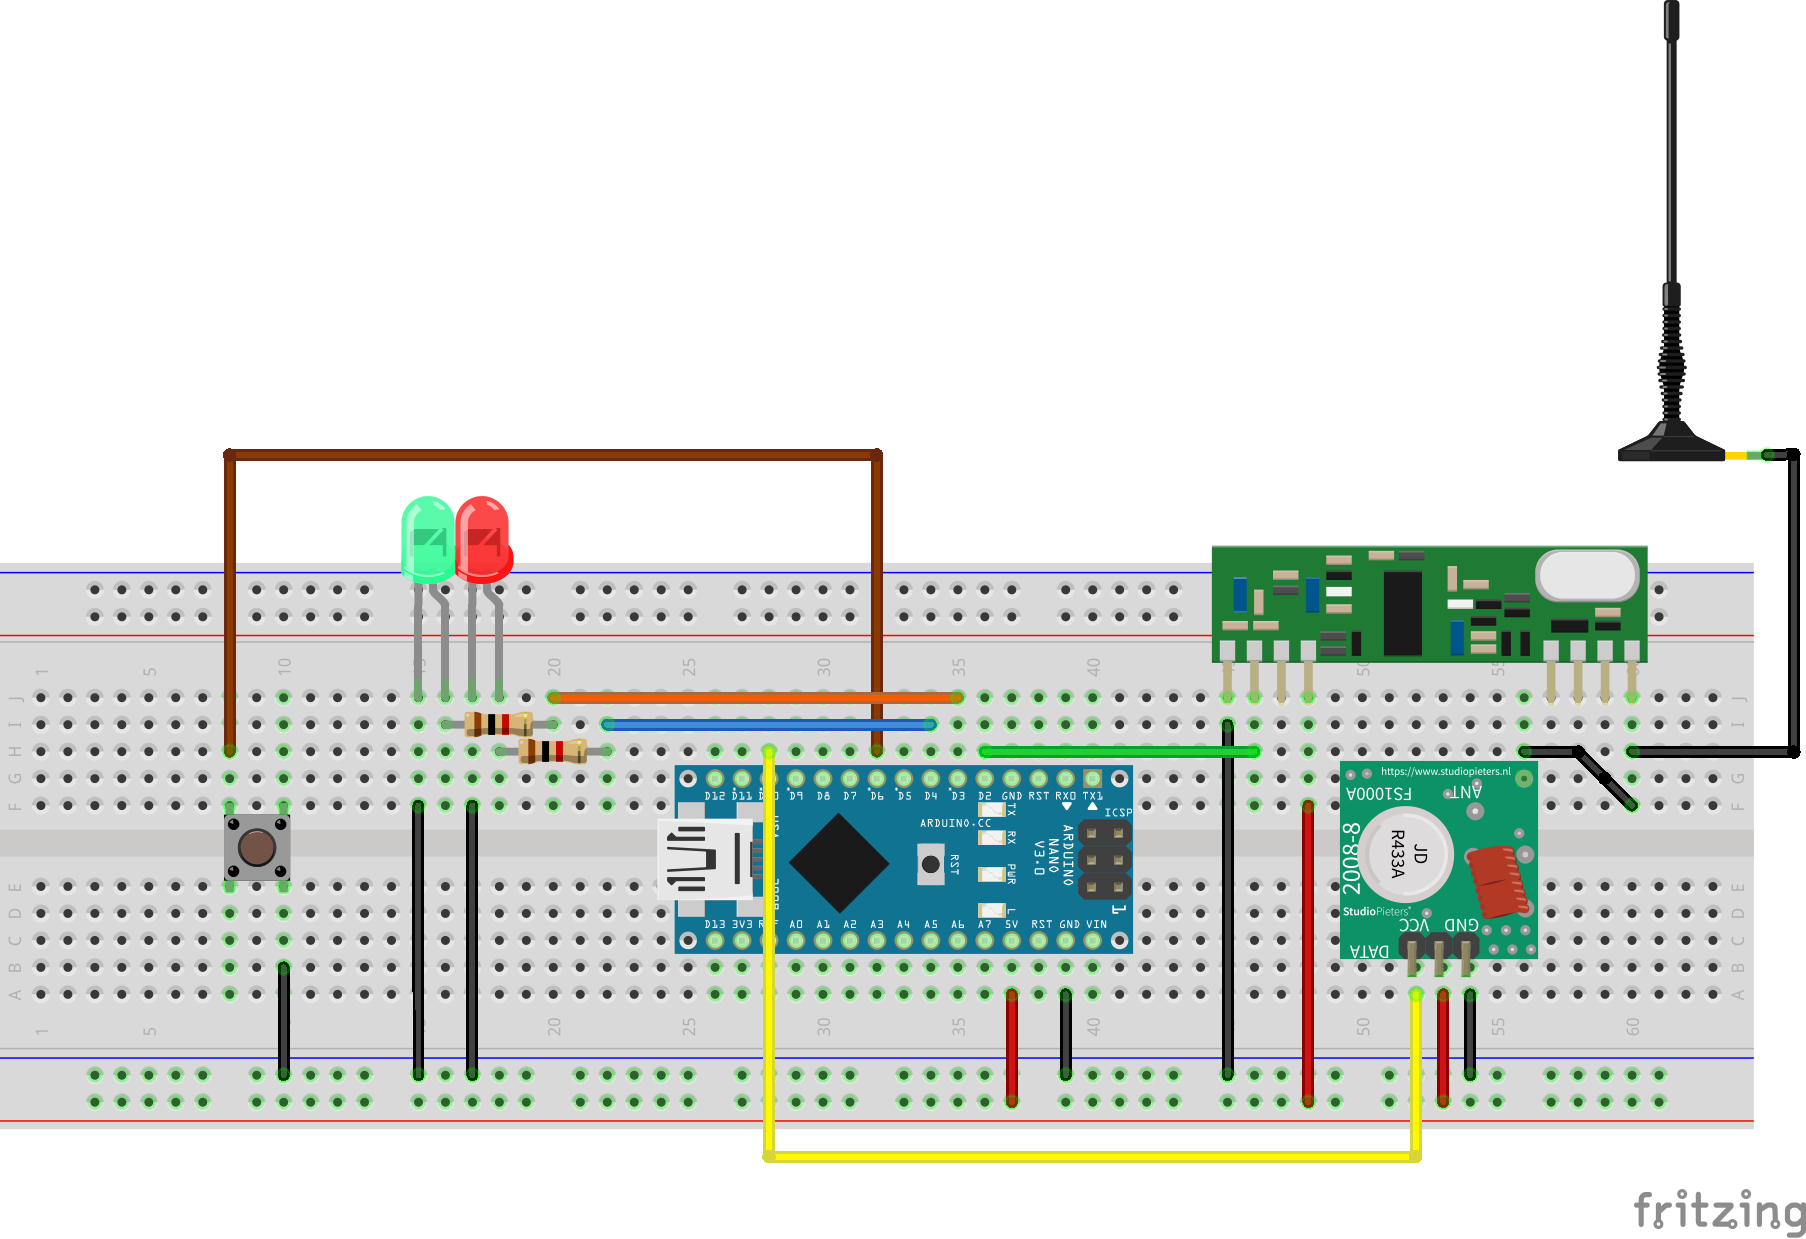 1 5 10 15 20 25 30 35 40 50 55 60
J J
I I
H H
G G
F F
https://www.studiopieters.nl
FS1000A ANT
D12 D11 D9 D8 D7 D6 D5 D4 D3 D2 GND RST RX0 TX1
TX ICSP
ARDUINO.CC
RX
ARDUINO
NANO
V3.0
RST
PWR
L
1
JD
R433A
2008-8
StudioPieters®
VCC GND
DATA
D13 3V3 A0 A1 A2 A3 A4 A5 A6 A7 5V RST GND VIN
E E
D D
C C
B B
A A
1 5 20 25 30 35 40 50 55 60
fritzing